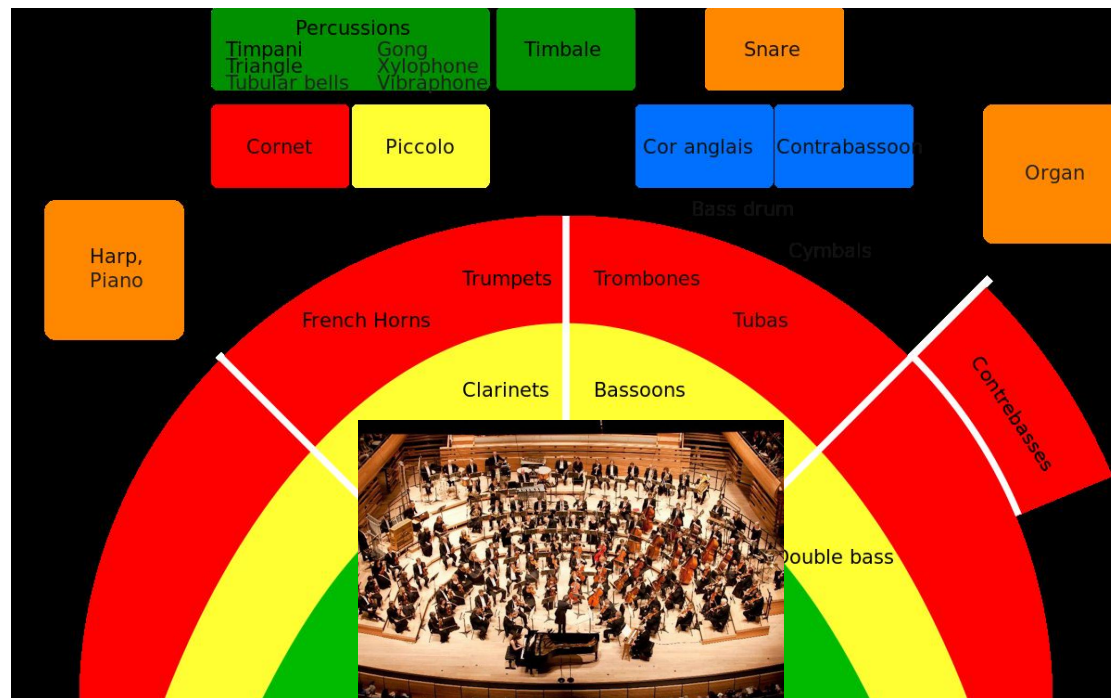 Percussions
Timpani Gong
Triangle Xylophone
Tubular bells Vibraphone
Timbale
Snare
Cornet
Piccolo
Cor anglais
Contrabassoon
Organ
Bass drum
Harp,
Piano
Cymbals
Trumpets
Trombones
French Horns
Tubas
Contrebasses
Clarinets
Bassoons
Double bass